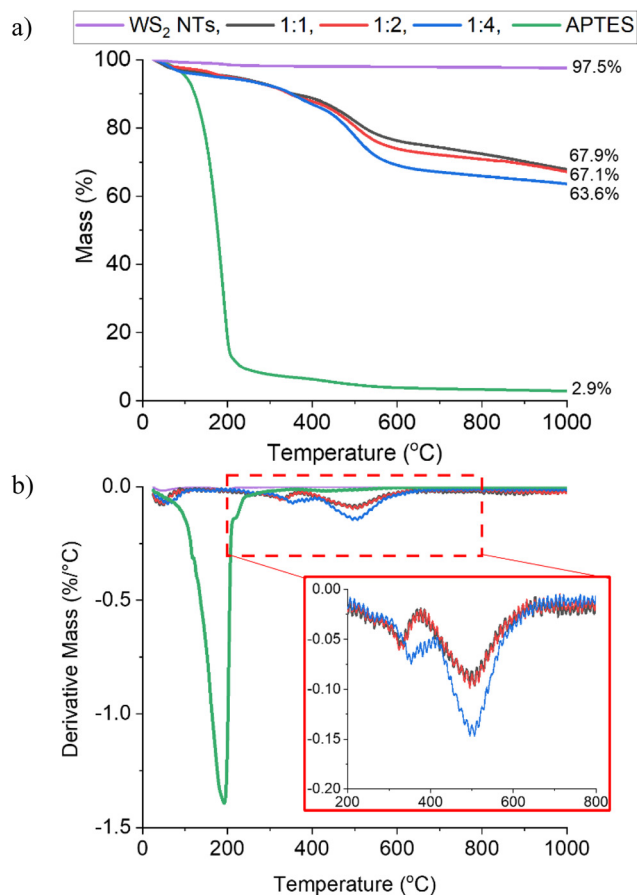 a)
WS₂ NTs, 1:1, 1:2, 1:4, APTES
100
80
60
40
20
0
Mass (%)
97.5%
67.9%
67.1%
63.6%
2.9%
0 200 400 600 800 1000
Temperature (°C)
b)
0.0
-0.5
-1.0
-1.5
Derivative Mass (%/°C)
0.00
-0.05
-0.10
-0.15
-0.20
200 400 600 800
0 200 400 600 800 1000
Temperature (°C)